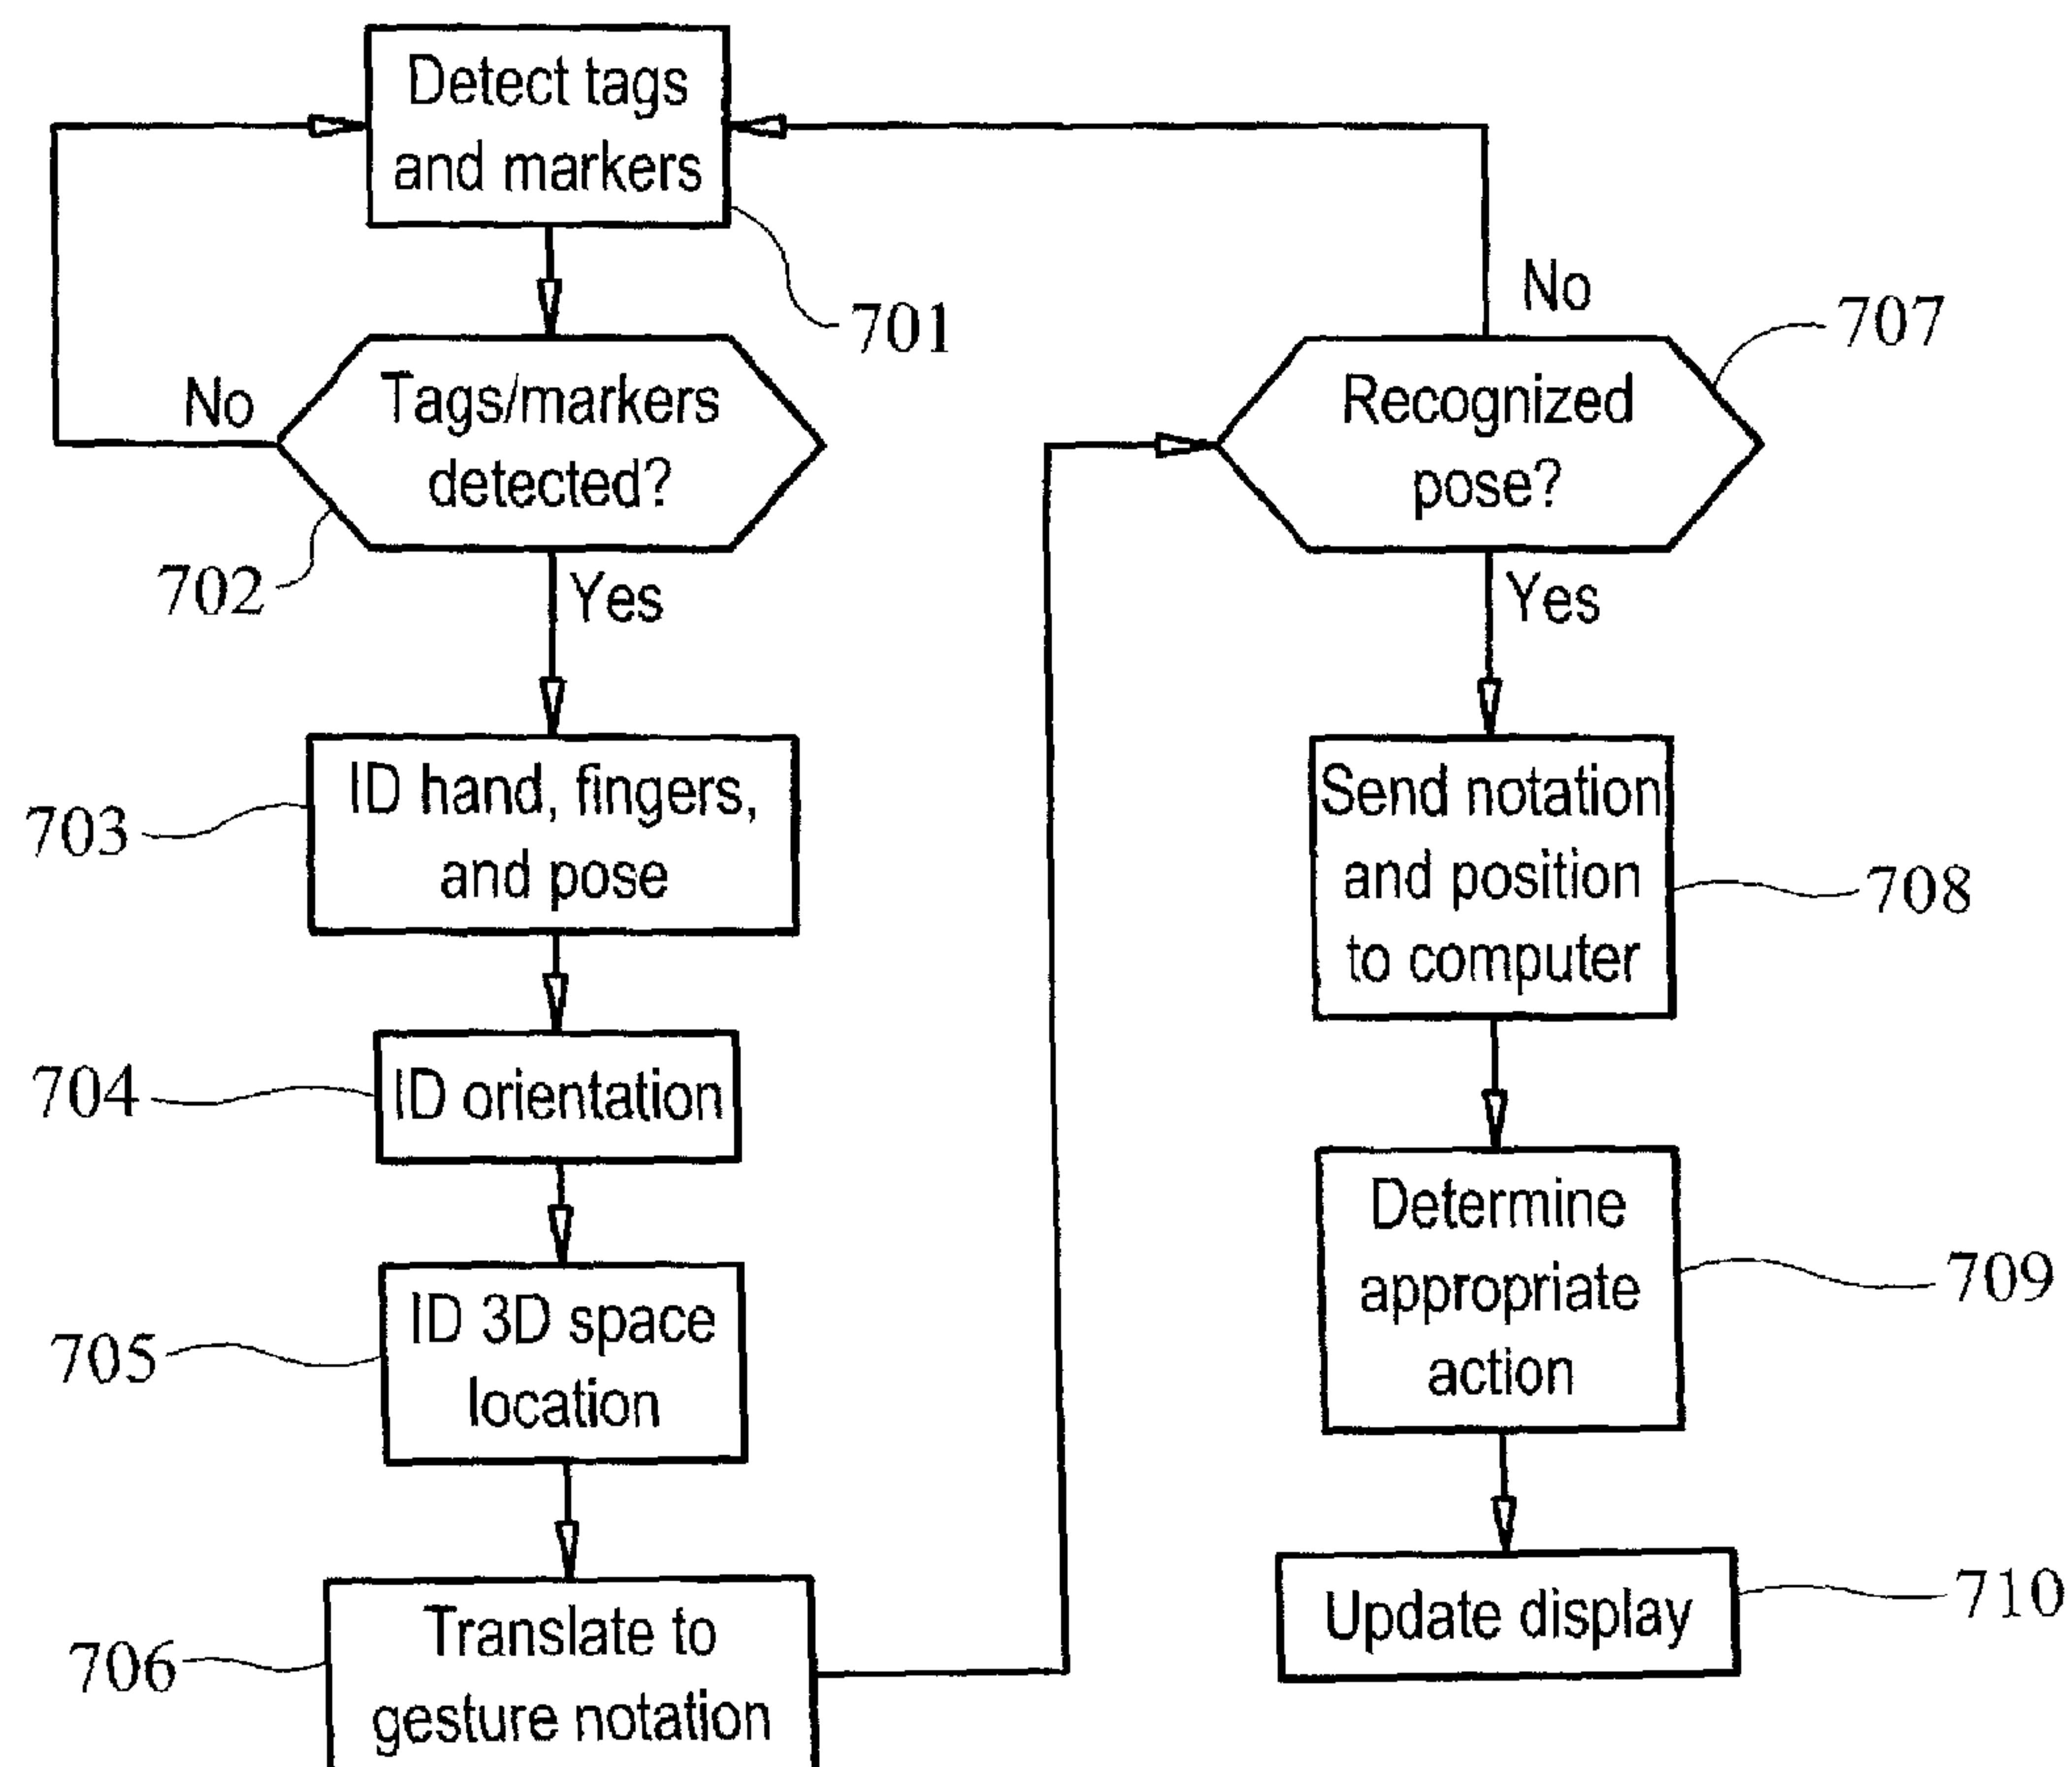 Detect tags
and markers
701
No
Tags/markers
detected?
702
Yes
ID hand, fingers,
and pose
703
ID orientation
704
ID 3D space
location
705
Translate to
gesture notation
706
No
Recognized
pose?
707
Yes
Send notation
and position
to computer
708
Determine
appropriate
action
709
Update display
710